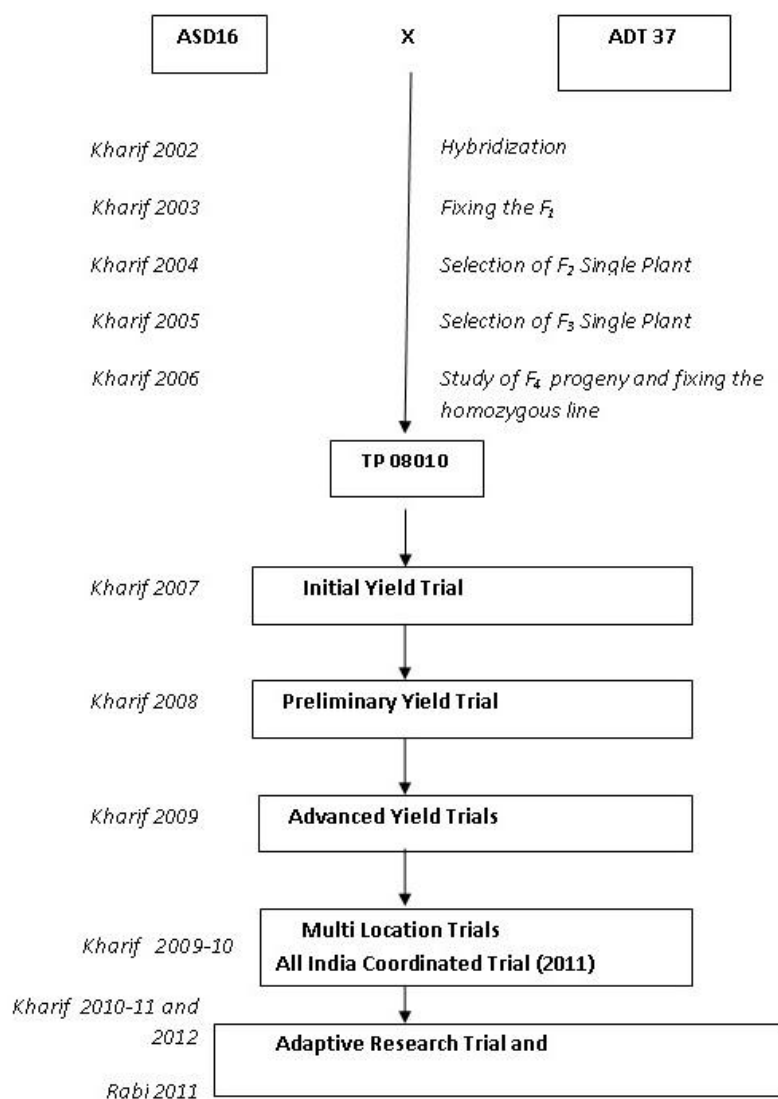 ASD16 X ADT 37
Kharif 2002 Hybridization
Kharif 2003 Fixing the F₁
Kharif 2004 Selection of F₂ Single Plant
Kharif 2005 Selection of F₃ Single Plant
Kharif 2006 Study of F₄ progeny and fixing the
homozygous line
TP 08010
Kharif 2007 Initial Yield Trial
Kharif 2008 Preliminary Yield Trial
Kharif 2009 Advanced Yield Trials
Multi Location Trials
Kharif 2009-10 All India Coordinated Trial (2011)
Kharif 2010-11 and
2012 Adaptive Research Trial and
Rabi 2011